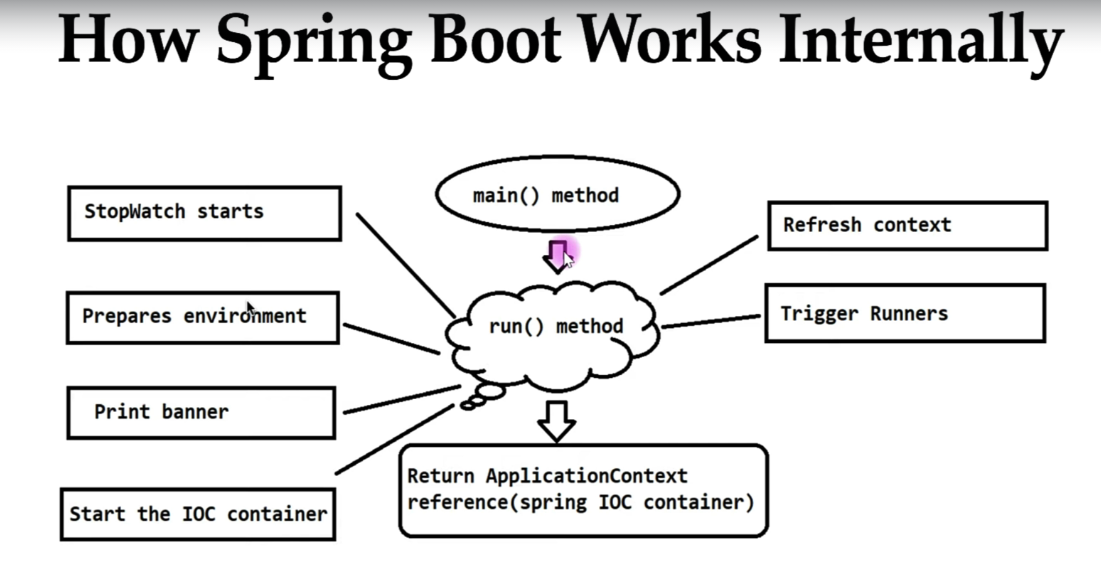 How Spring Boot Works Internally
main() method
StopWatch starts
Refresh context
Prepares environment
Trigger Runners
run() method
Print banner
Return ApplicationContext
reference(spring IOC container)
Start the IOC container